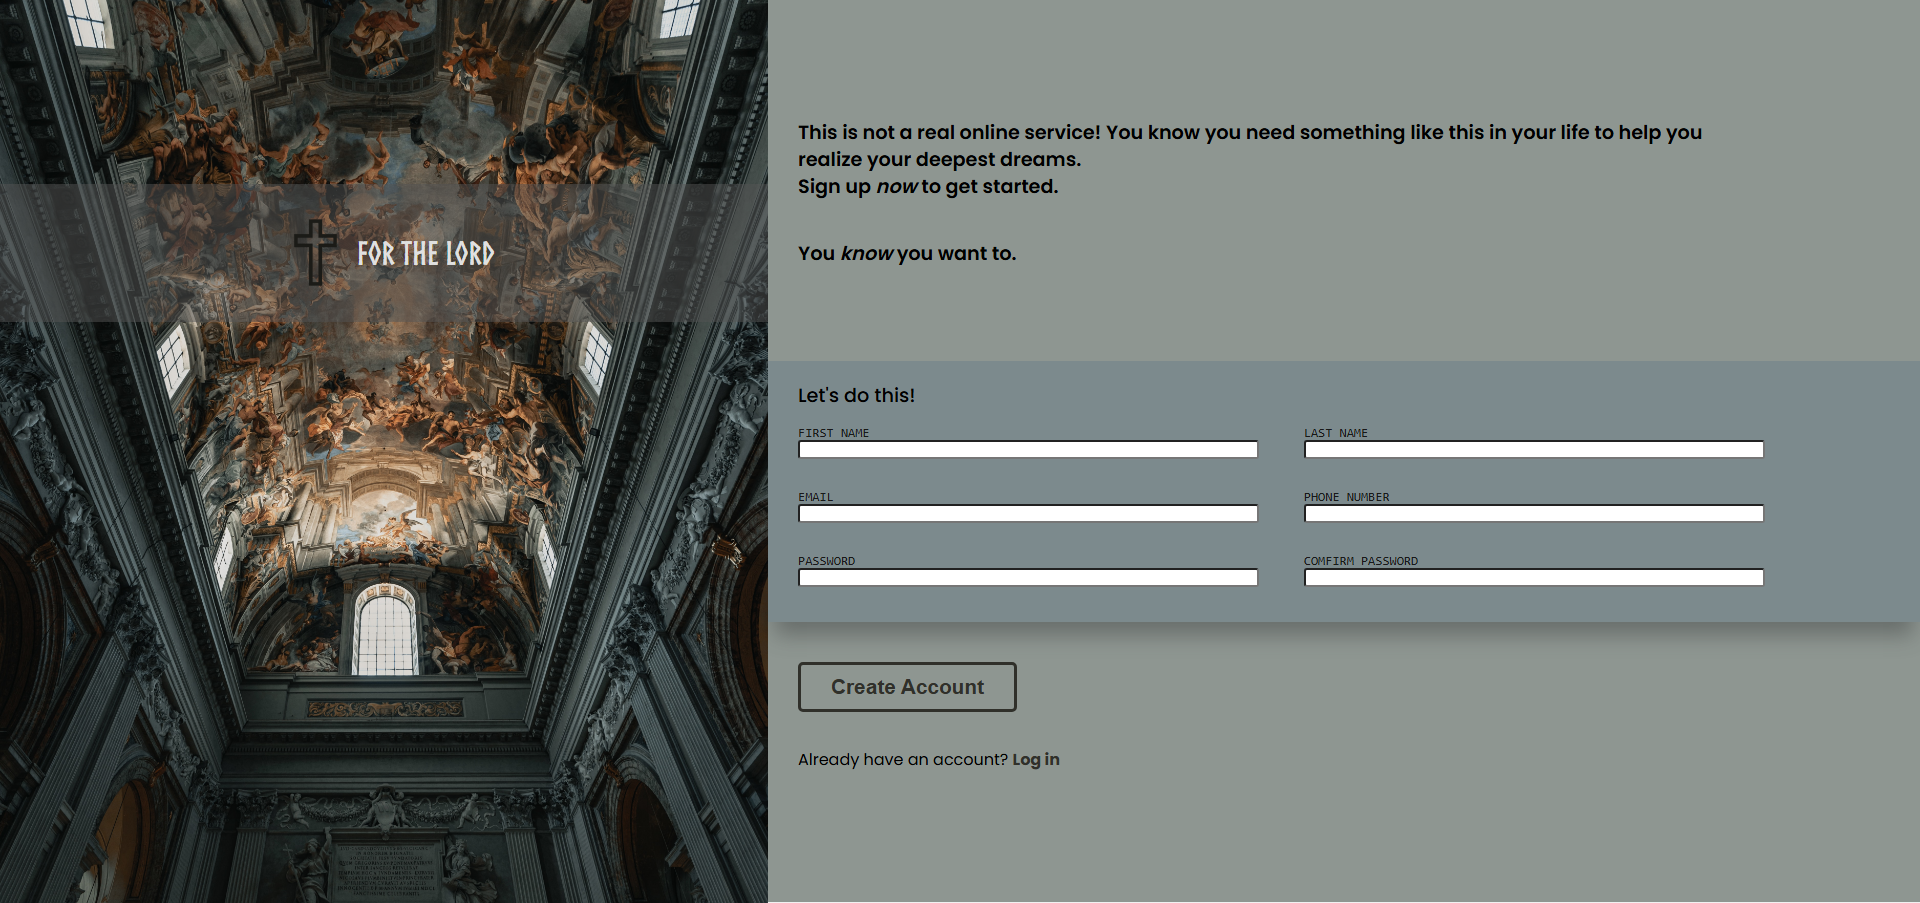 FOR THE LORD
This is not a real online service! You know you need something like this in your life to help you
realize your deepest dreams.
Sign up now to get started.
You know you want to.
Let's do this!
FIRST NAME
LAST NAME
EMAIL
PHONE NUMBER
PASSWORD
COMFIRM PASSWORD
Create Account
Already have an account? Log in